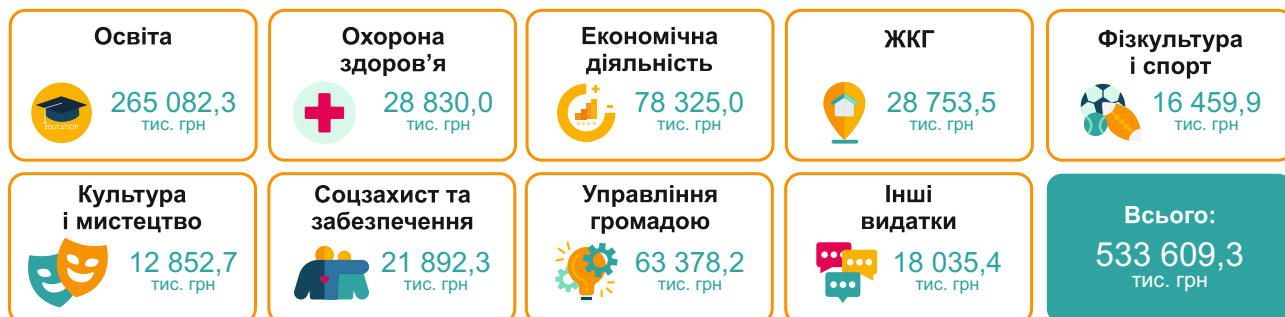 Освіта
265 082,3
тис. грн
EDUCATION
Охорона
здоров’я
28 830,0
тис. грн
Економічна
діяльність
78 325,0
тис. грн
ЖКГ
28 753,5
тис. грн
Фізкультура
і спорт
16 459,9
тис. грн
Культура
і мистецтво
12 852,7
тис. грн
Соцзахист та
забезпечення
21 892,3
тис. грн
Управління
громадою
63 378,2
тис. грн
Інші
видатки
18 035,4
тис. грн
Всього:
533 609,3
тис. грн